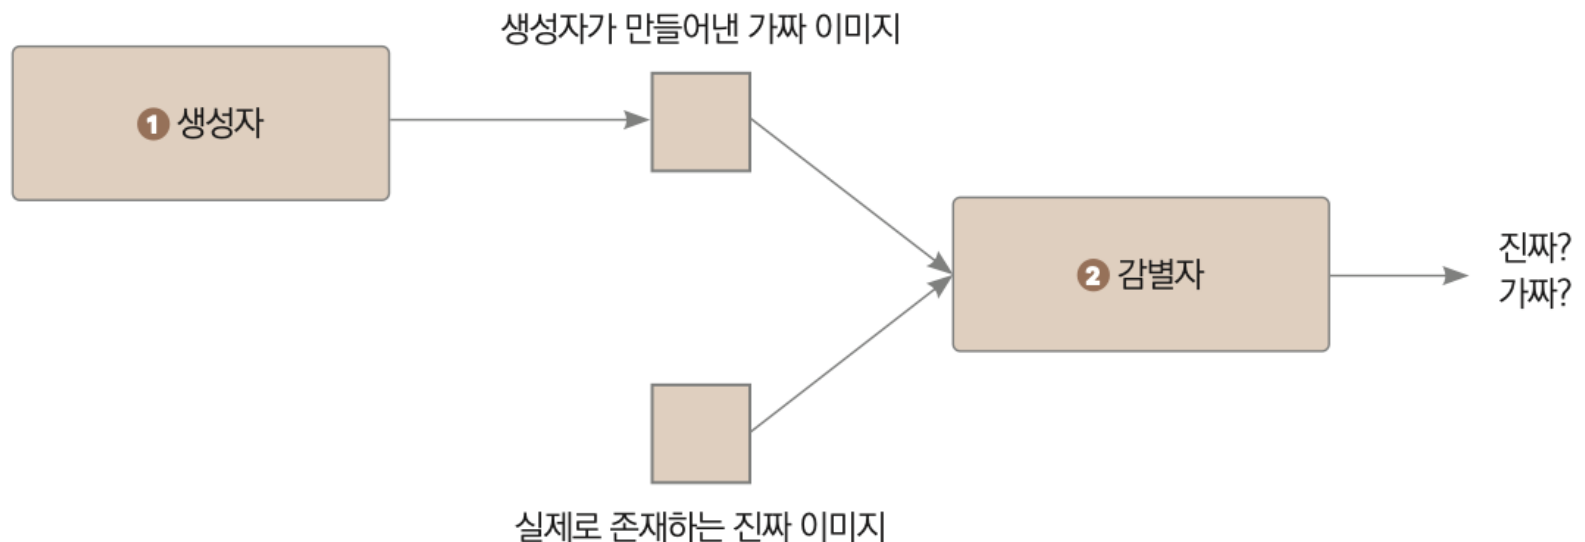 생성자가 만들어낸 가짜 이미지
1 생성자
2 감별자
진짜?
가짜?
실제로 존재하는 진짜 이미지